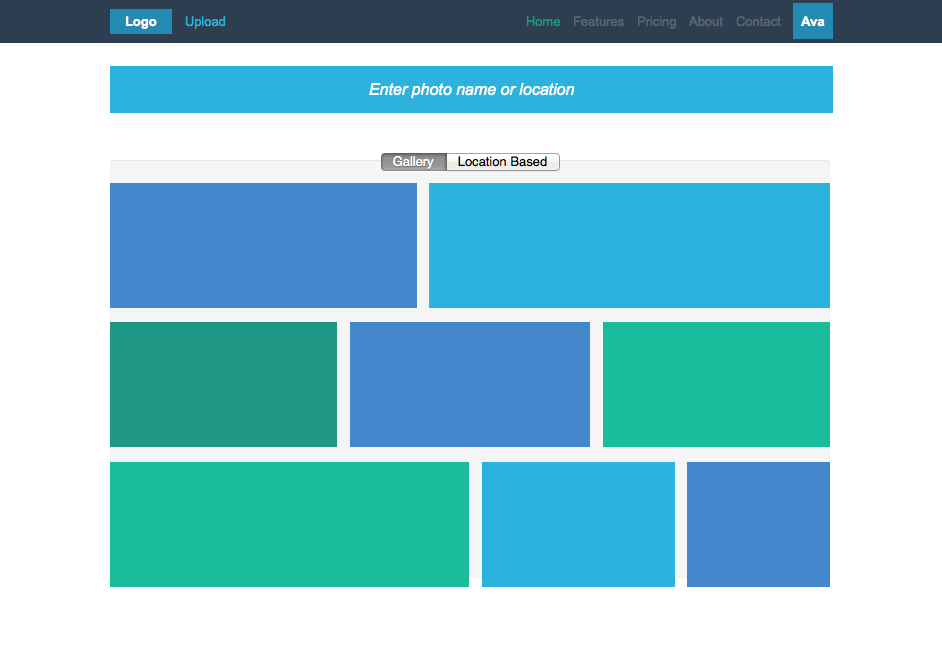 Logo Upload Home Features Pricing About Contact Ava
Enter photo name or location
Gallery Location Based